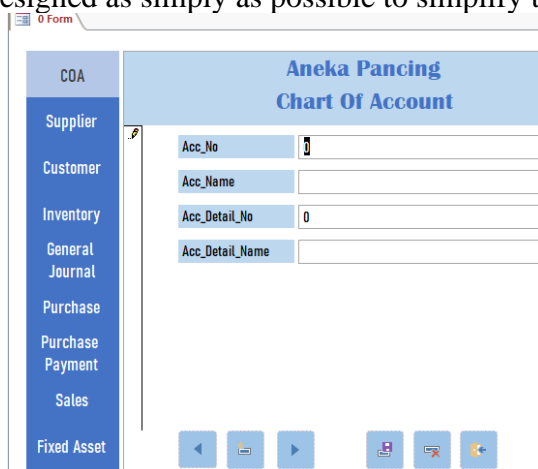 esigned as simply as possible to simplify t
0 Form
COA
Supplier
Customer
Inventory
General
Journal
Purchase
Purchase
Payment
Sales
Fixed Asset
Aneka Pancing
Chart Of Account
Acc_No
0
Acc_Name
Acc_Detail_No
0
Acc_Detail_Name